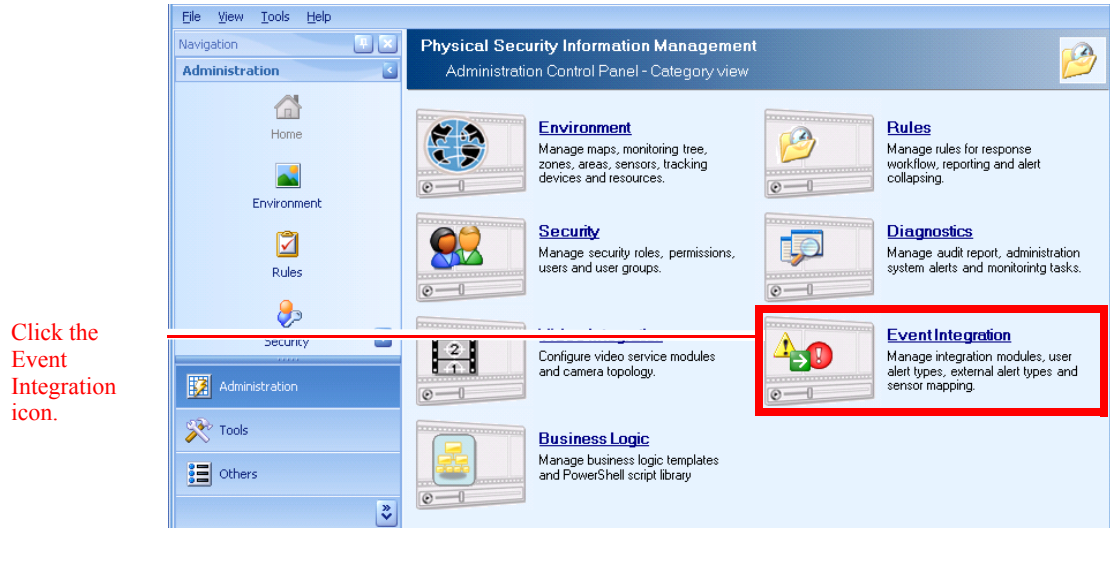 File View Tools Help
Navigation
Administration
Home
Environment
Rules
Security
Administration
Tools
Others
Physical Security Information Management
Administration Control Panel - Category view
Environment
Manage maps, monitoring tree,
zones, areas, sensors, tracking
devices and resources.
Rules
Manage rules for response
workflow, reporting and alert
collapsing.
Security
Manage security roles, permissions,
users and user groups.
Diagnostics
Manage audit report, administration
system alerts and monitorintg tasks.
Configure video service modules
and camera topology.
2
1
Event Integration
Manage integration modules, user
alert types, external alert types and
sensor mapping.
Business Logic
Manage business logic templates
and PowerShell script library
Click the
Event
Integration
icon.